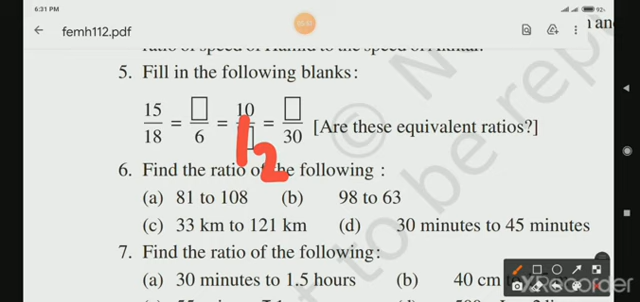 6:31 PM
92%
femh112.pdf
5. Fill in the following blanks:
15/18 = □/6 = 10/□ = □/30 [Are these equivalent ratios?]
12
6. Find the ratio of the following :
(a) 81 to 108 (b) 98 to 63
(c) 33 km to 121 km (d) 30 minutes to 45 minutes
7. Find the ratio of the following:
(a) 30 minutes to 1.5 hours (b) 40 cm